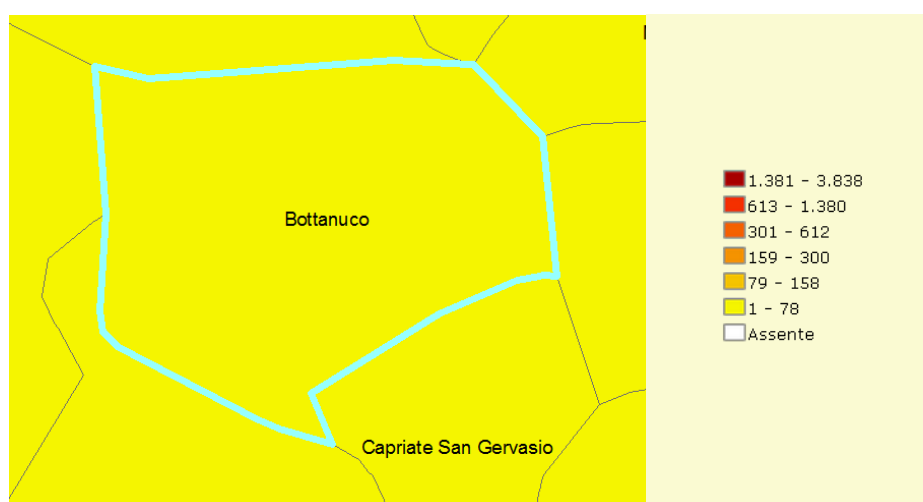 Bottanuco
Capriate San Gervasio
1.381 - 3.838
613 - 1.380
301 - 612
159 - 300
79 - 158
1 - 78
Assente